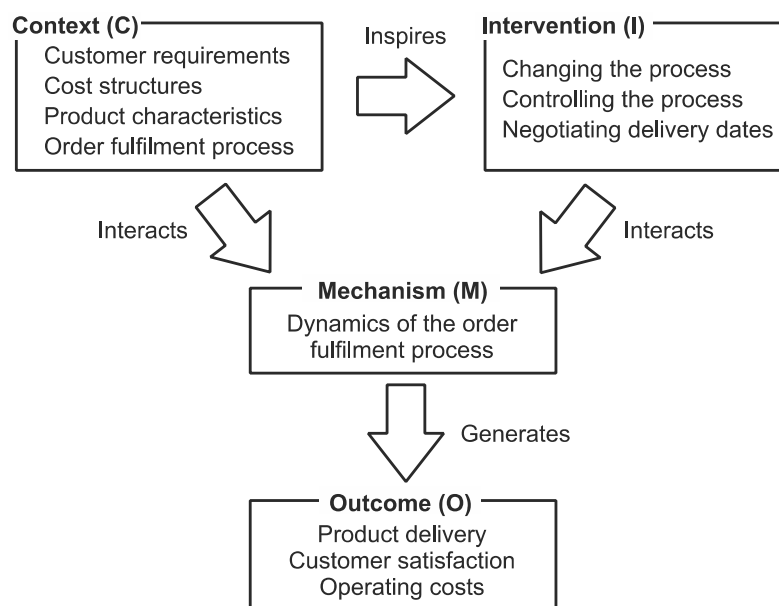 Context (C)
Customer requirements
Cost structures
Product characteristics
Order fulfilment process
Inspires
Intervention (I)
Changing the process
Controlling the process
Negotiating delivery dates
Interacts
Interacts
Mechanism (M)
Dynamics of the order
fulfilment process
Generates
Outcome (O)
Product delivery
Customer satisfaction
Operating costs